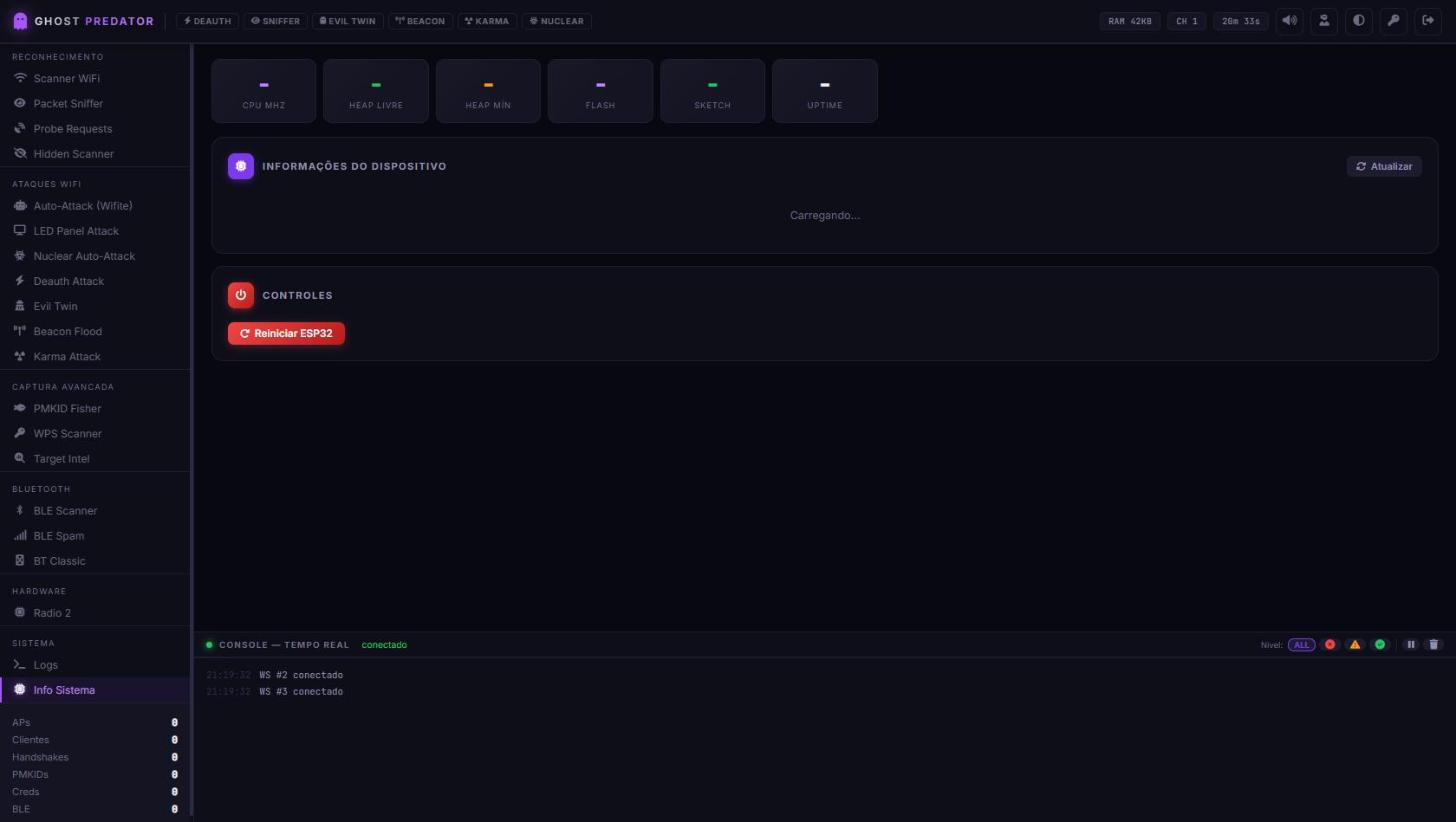 GHOST PREDATOR
DEAUTH SNIFFER EVIL TWIN BEACON KARMA NUCLEAR
RAM 42KB CH 1 20m 33s
RECONHECIMENTO
Scanner WiFi
Packet Sniffer
Probe Requests
Hidden Scanner
ATAQUES WIFI
Auto-Attack (Wifite)
LED Panel Attack
Nuclear Auto-Attack
Deauth Attack
Evil Twin
Beacon Flood
Karma Attack
CAPTURA AVANCADA
PMKID Fisher
WPS Scanner
Target Intel
BLUETOOTH
BLE Scanner
BLE Spam
BT Classic
HARDWARE
Radio 2
SISTEMA
Logs
Info Sistema
APs 0
Clientes 0
Handshakes 0
PMKIDs 0
Creds 0
BLE 0
– – – – – –
CPU MHZ HEAP LIVRE HEAP MÍN FLASH SKETCH UPTIME
INFORMAÇÕES DO DISPOSITIVO Atualizar
Carregando...
CONTROLES
Reiniciar ESP32
CONSOLE — TEMPO REAL conectado Nível: ALL
21:19:32 WS #2 conectado
21:19:32 WS #3 conectado